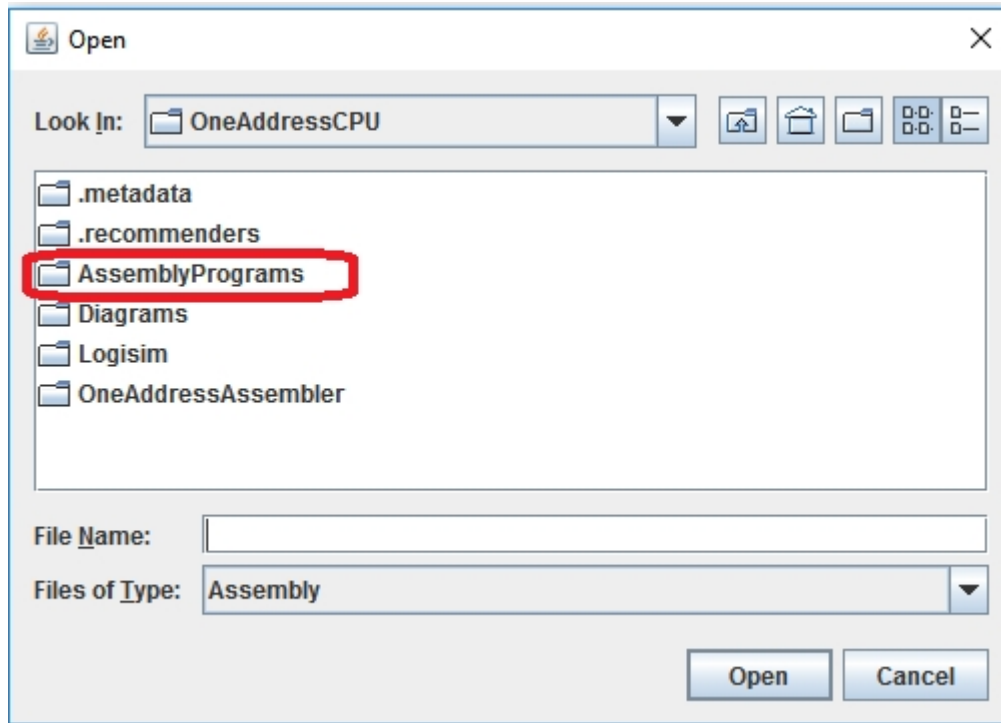 Open
Look In: OneAddressCPU
.metadata
.recommenders
AssemblyPrograms
Diagrams
Logisim
OneAddressAssembler
File Name:
Files of Type: Assembly
Open Cancel